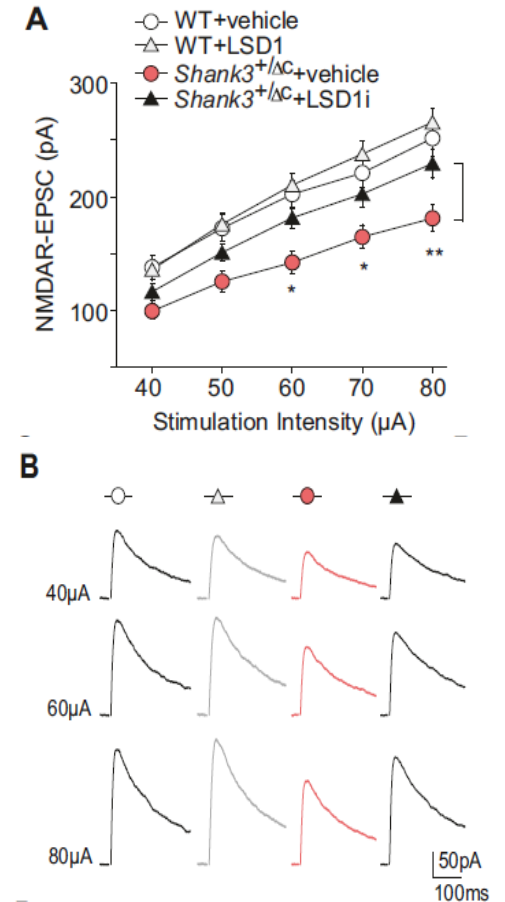 A
WT+vehicle
WT+LSD1
Shank3+/ΔC+vehicle
Shank3+/ΔC+LSD1i
NMDAR-EPSC (pA)
300
200
100
*
*
**
40 50 60 70 80
Stimulation Intensity (µA)
B
40µA
60µA
80µA
50pA
100ms